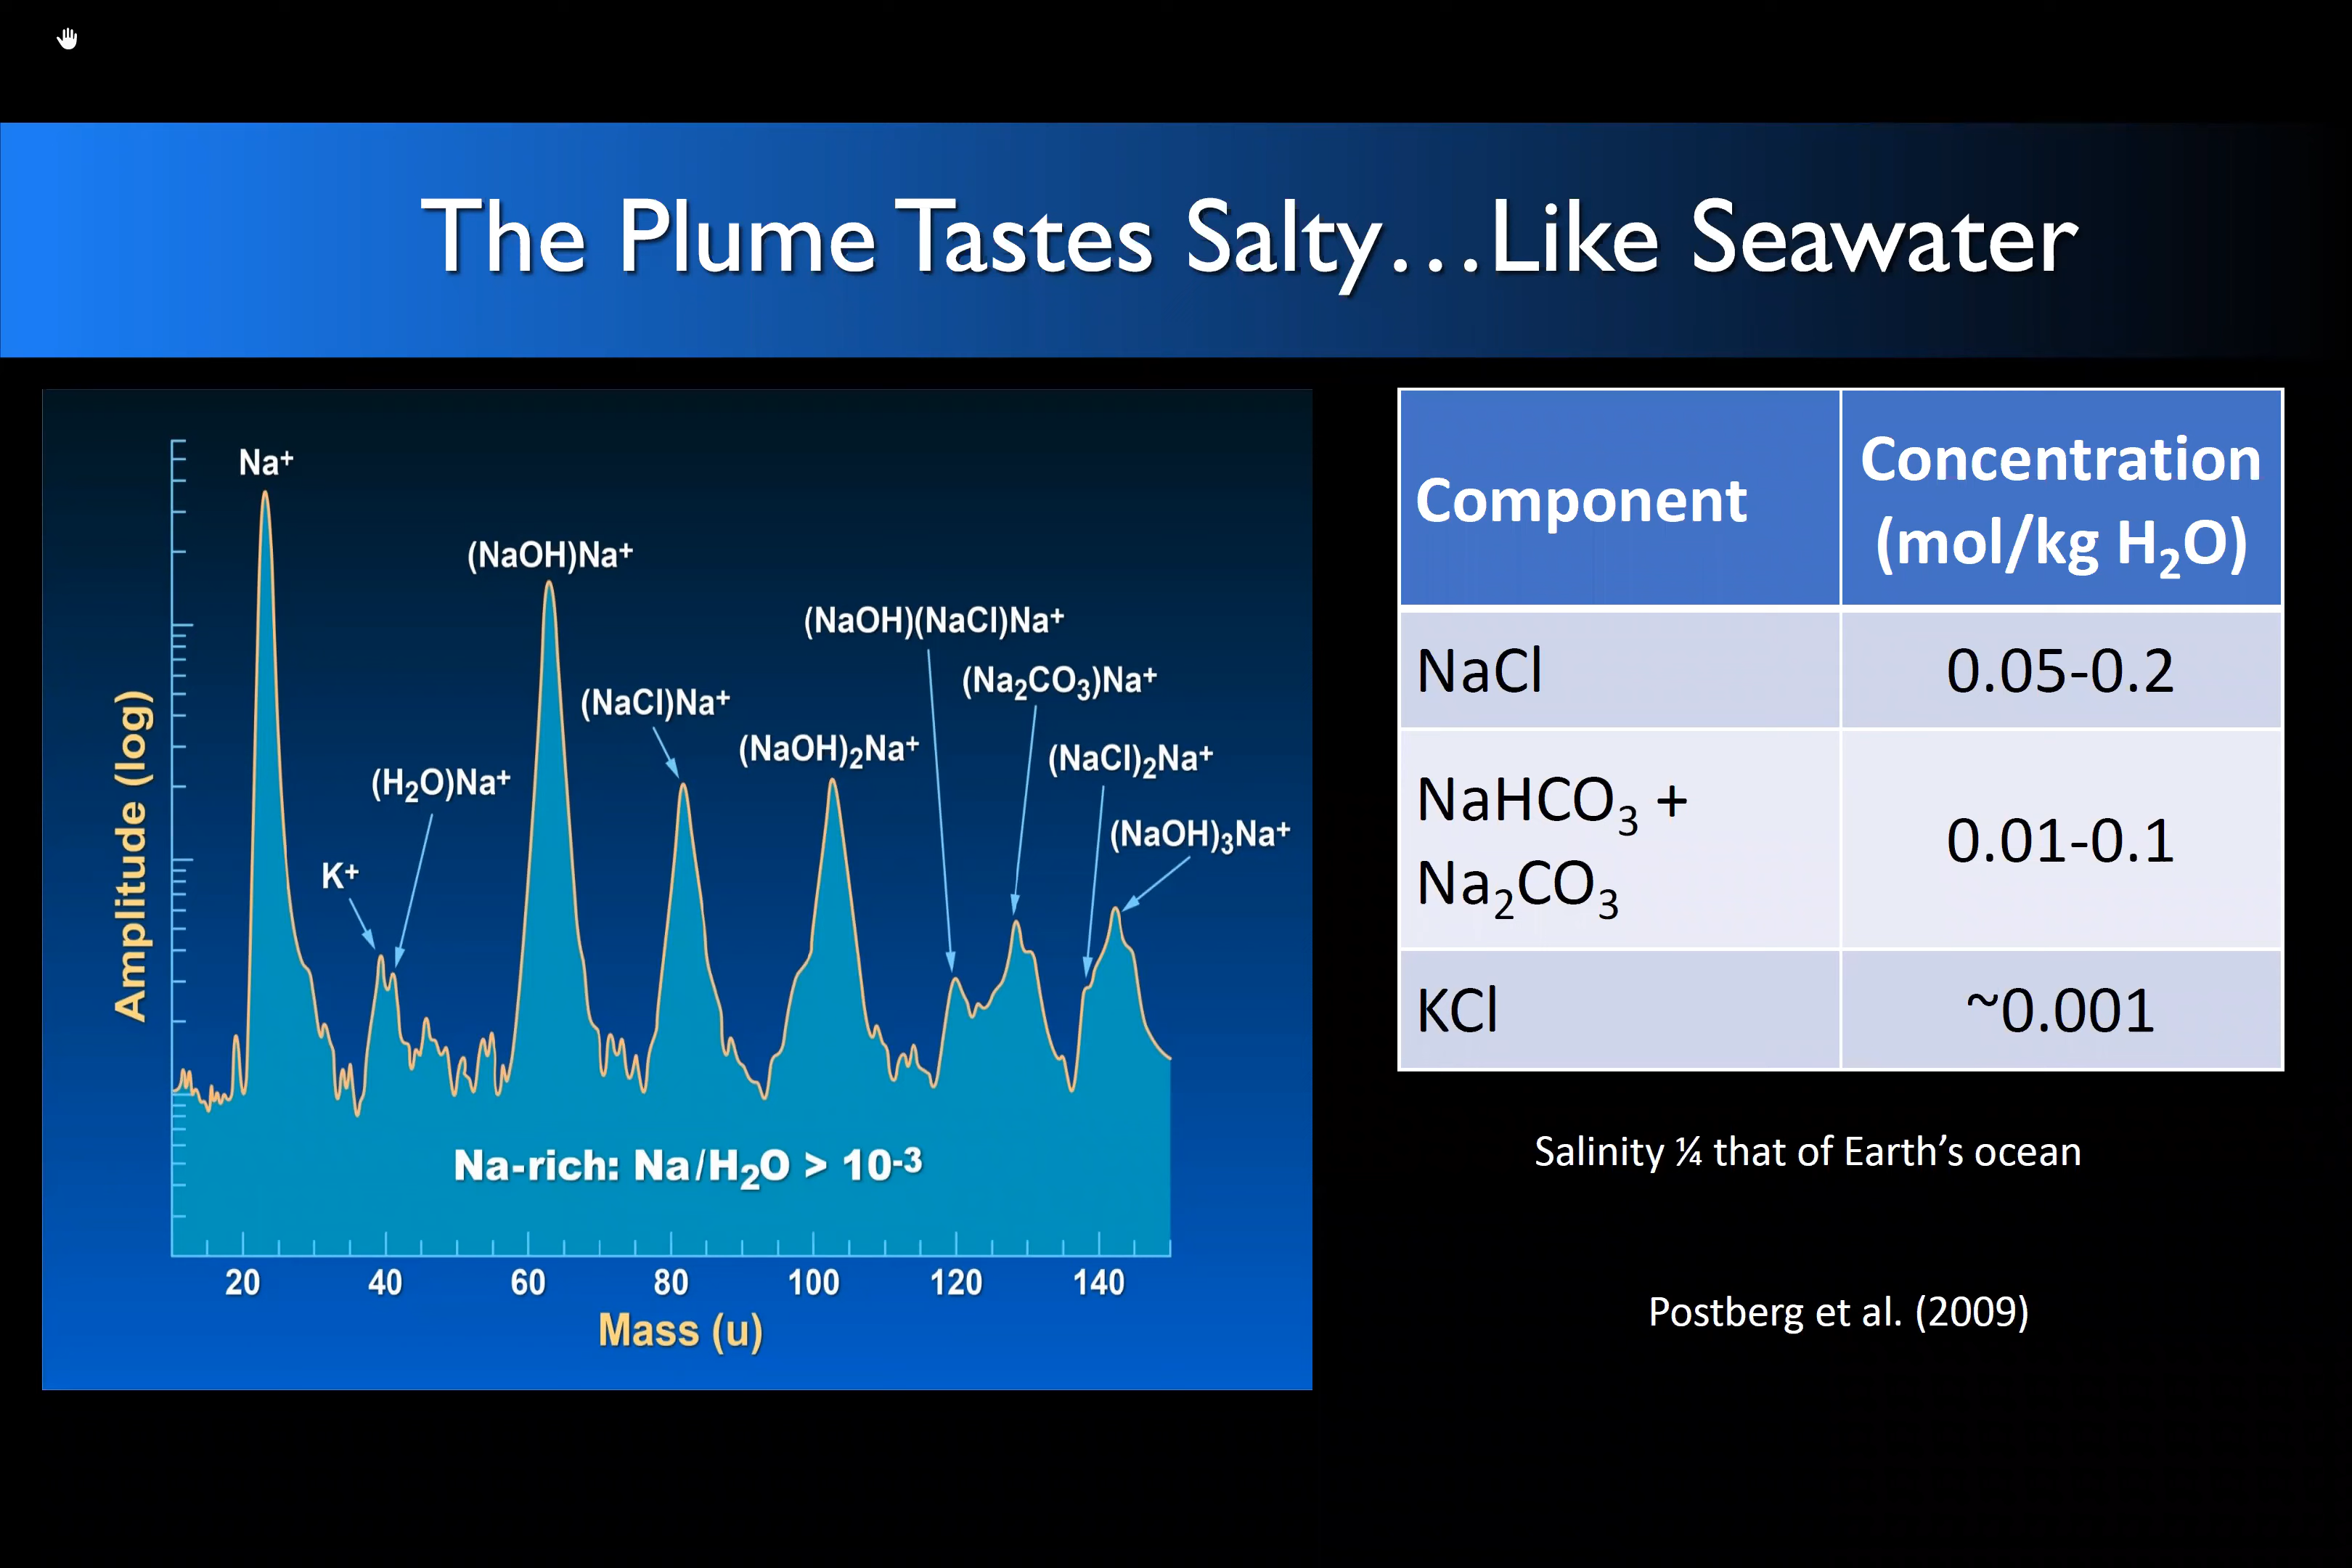 The Plume Tastes Salty...Like Seawater
Na⁺
(NaOH)Na⁺
(NaOH)(NaCl)Na⁺
(Na₂CO₃)Na⁺
(NaCl)Na⁺
(NaOH)₂Na⁺
(NaCl)₂Na⁺
(H₂O)Na⁺
(NaOH)₃Na⁺
K⁺
Amplitude (log)
Na-rich: Na/H₂O > 10⁻³
20 40 60 80 100 120 140
Mass (u)
Component
Concentration
(mol/kg H₂O)
NaCl
0.05-0.2
NaHCO₃ +
Na₂CO₃
0.01-0.1
KCl
~0.001
Salinity ¼ that of Earth’s ocean
Postberg et al. (2009)